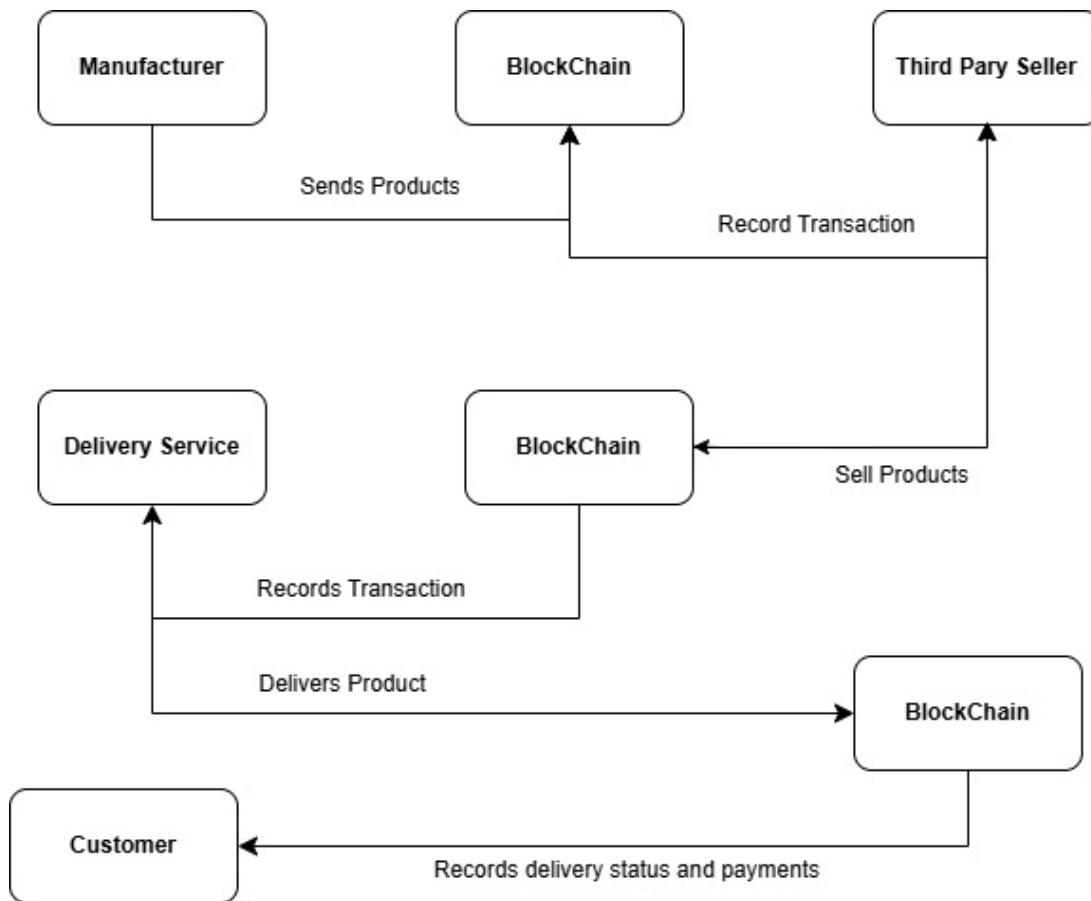 Manufacturer
BlockChain
Third Pary Seller
Sends Products
Record Transaction
Delivery Service
BlockChain
Sell Products
Records Transaction
Delivers Product
BlockChain
Customer
Records delivery status and payments